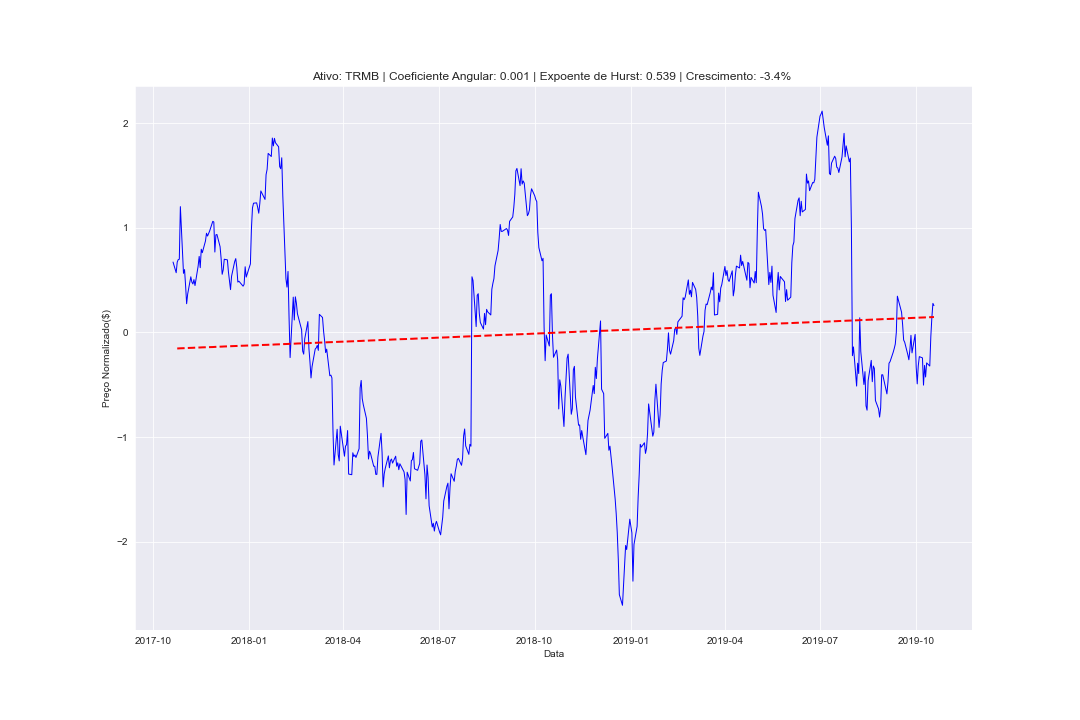 Ativo: TRMB | Coeficiente Angular: 0.001 | Expoente de Hurst: 0.539 | Crescimento: -3.4%
Preço Normalizado($)
2
1
0
−1
−2
2017-10 2018-01 2018-04 2018-07 2018-10 2019-01 2019-04 2019-07 2019-10
Data